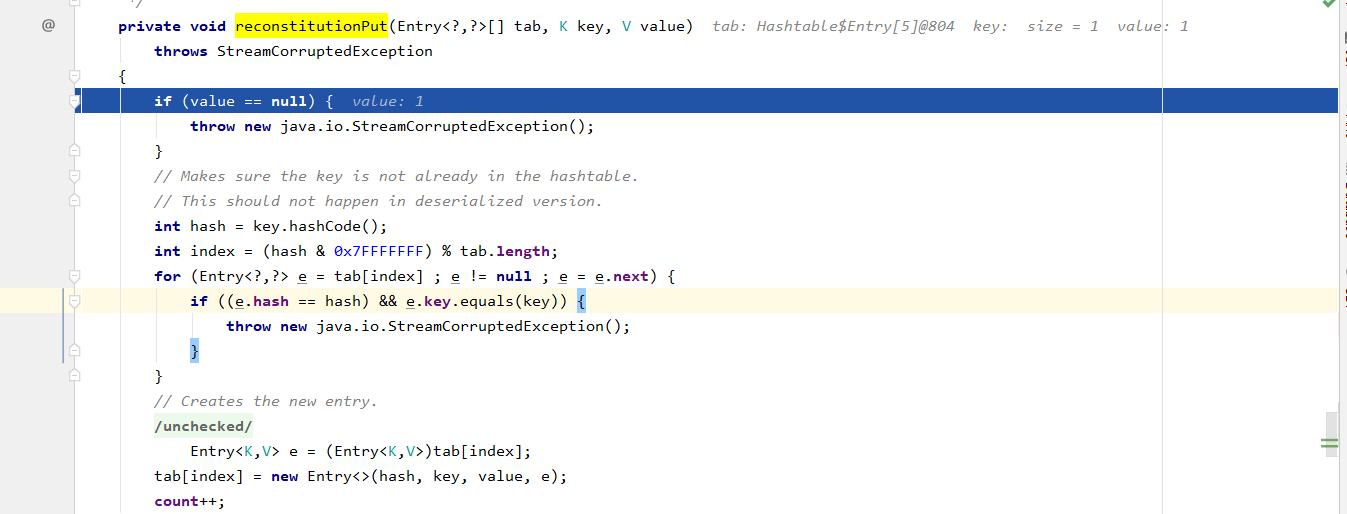 */
@ private void reconstitutionPut(Entry<?,?>[] tab, K key, V value) tab: Hashtable$Entry[5]@804 key: size = 1 value: 1
throws StreamCorruptedException
{
if (value == null) { value: 1
throw new java.io.StreamCorruptedException();
}
// Makes sure the key is not already in the hashtable.
// This should not happen in deserialized version.
int hash = key.hashCode();
int index = (hash & 0x7FFFFFFF) % tab.length;
for (Entry<?,?> e = tab[index] ; e != null ; e = e.next) {
if ((e.hash == hash) && e.key.equals(key)) {
throw new java.io.StreamCorruptedException();
}
}
// Creates the new entry.
/unchecked/
Entry<K,V> e = (Entry<K,V>)tab[index];
tab[index] = new Entry<>(hash, key, value, e);
count++;